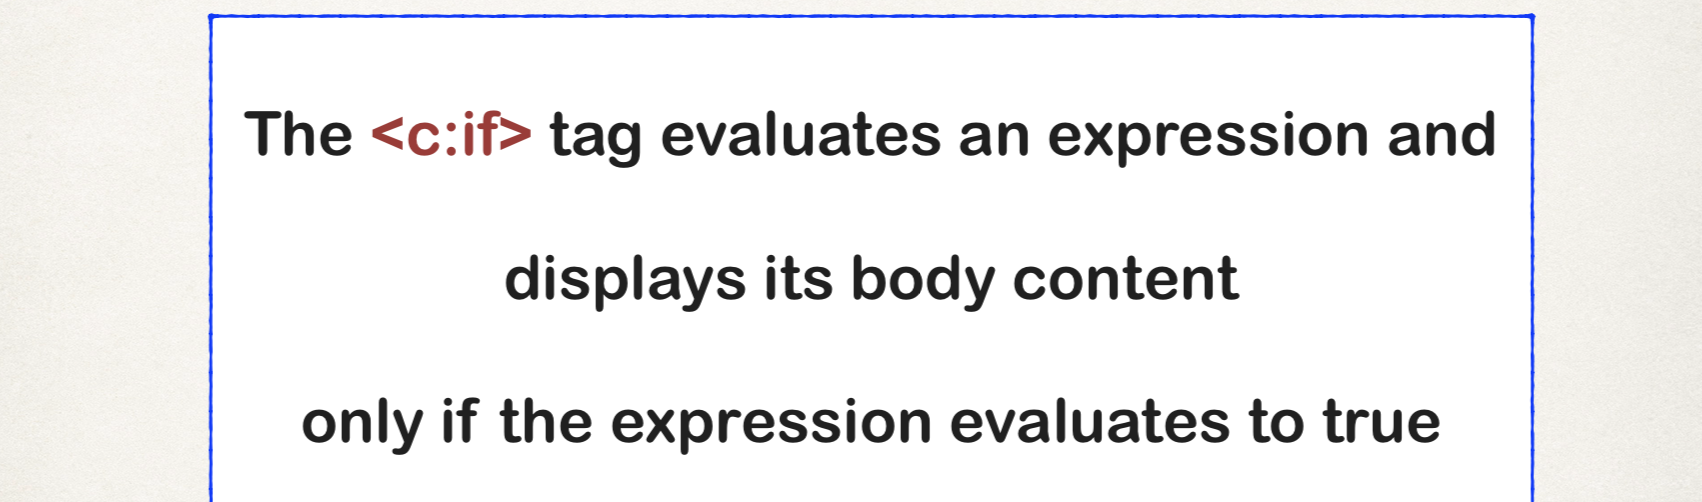 The <c:if> tag evaluates an expression and
displays its body content
only if the expression evaluates to true